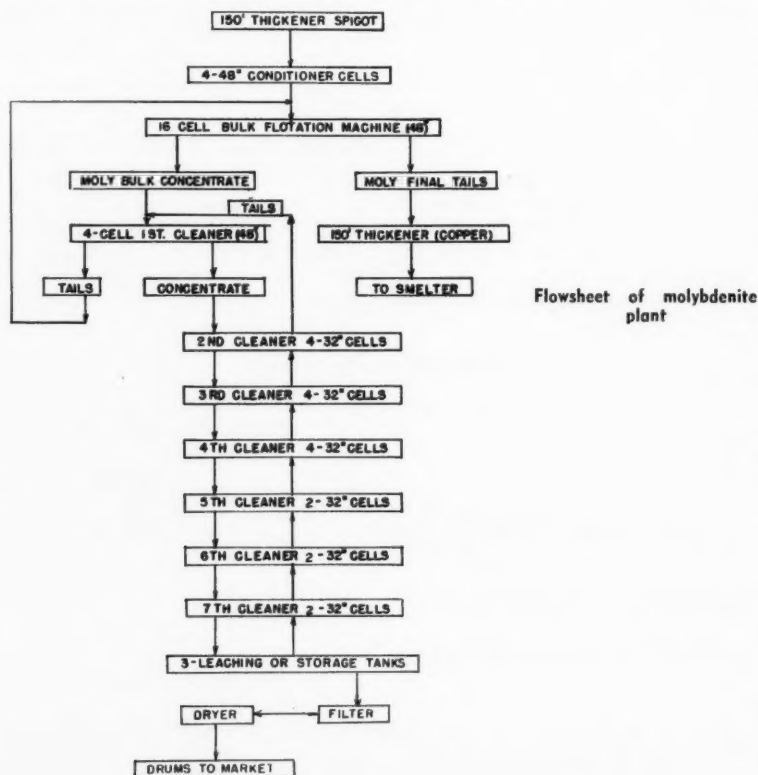 150' THICKENER SPIGOT
4-48" CONDITIONER CELLS
16 CELL BULK FLOTATION MACHINE (48")
MOLY BULK CONCENTRATE
MOLY FINAL TAILS
TAILS
4-CELL 1ST. CLEANER (48")
150' THICKENER (COPPER)
TAILS
CONCENTRATE
TO SMELTER
Flowsheet of molybdenite
plant
2ND CLEANER 4-32" CELLS
3RD CLEANER 4-32" CELLS
4TH CLEANER 4-32" CELLS
5TH CLEANER 2-32" CELLS
6TH CLEANER 2-32" CELLS
7TH CLEANER 2-32" CELLS
3-LEACHING OR STORAGE TANKS
DRYER
FILTER
DRUMS TO MARKET